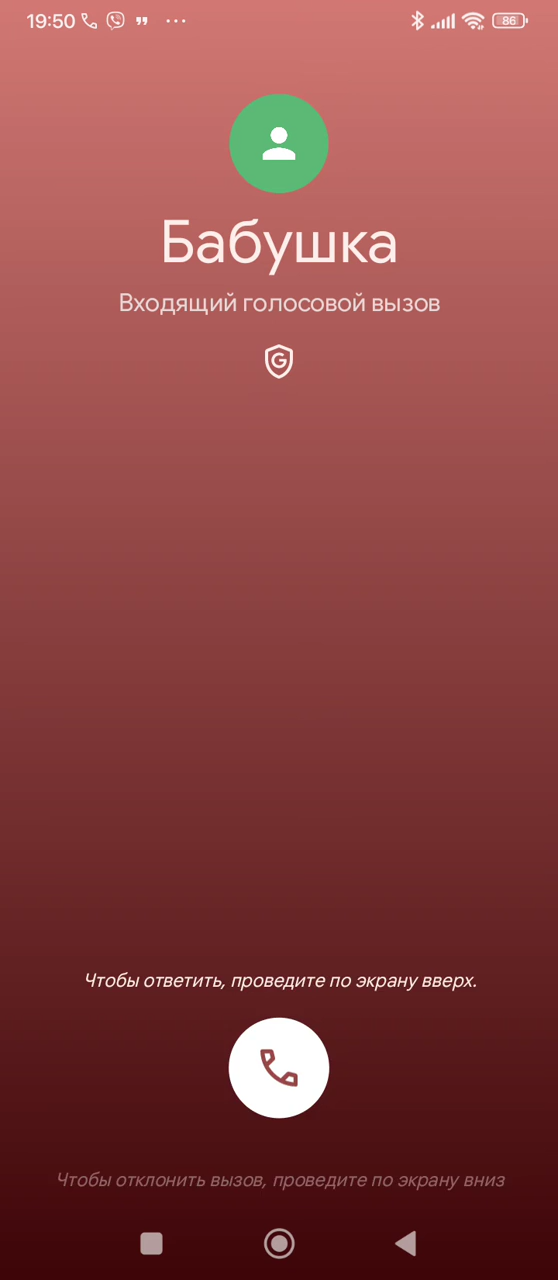 19:50
86
Бабушка
Входящий голосовой вызов
G
Чтобы ответить, проведите по экрану вверх.
Чтобы отклонить вызов, проведите по экрану вниз